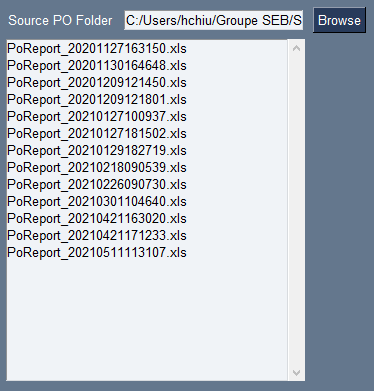 Source PO Folder C:/Users/hchiu/Groupe SEB/S Browse
PoReport_20201127163150.xls
PoReport_20201130164648.xls
PoReport_20201209121450.xls
PoReport_20201209121801.xls
PoReport_20210127100937.xls
PoReport_20210127181502.xls
PoReport_20210129182719.xls
PoReport_20210218090539.xls
PoReport_20210226090730.xls
PoReport_20210301104640.xls
PoReport_20210421163020.xls
PoReport_20210421171233.xls
PoReport_20210511113107.xls